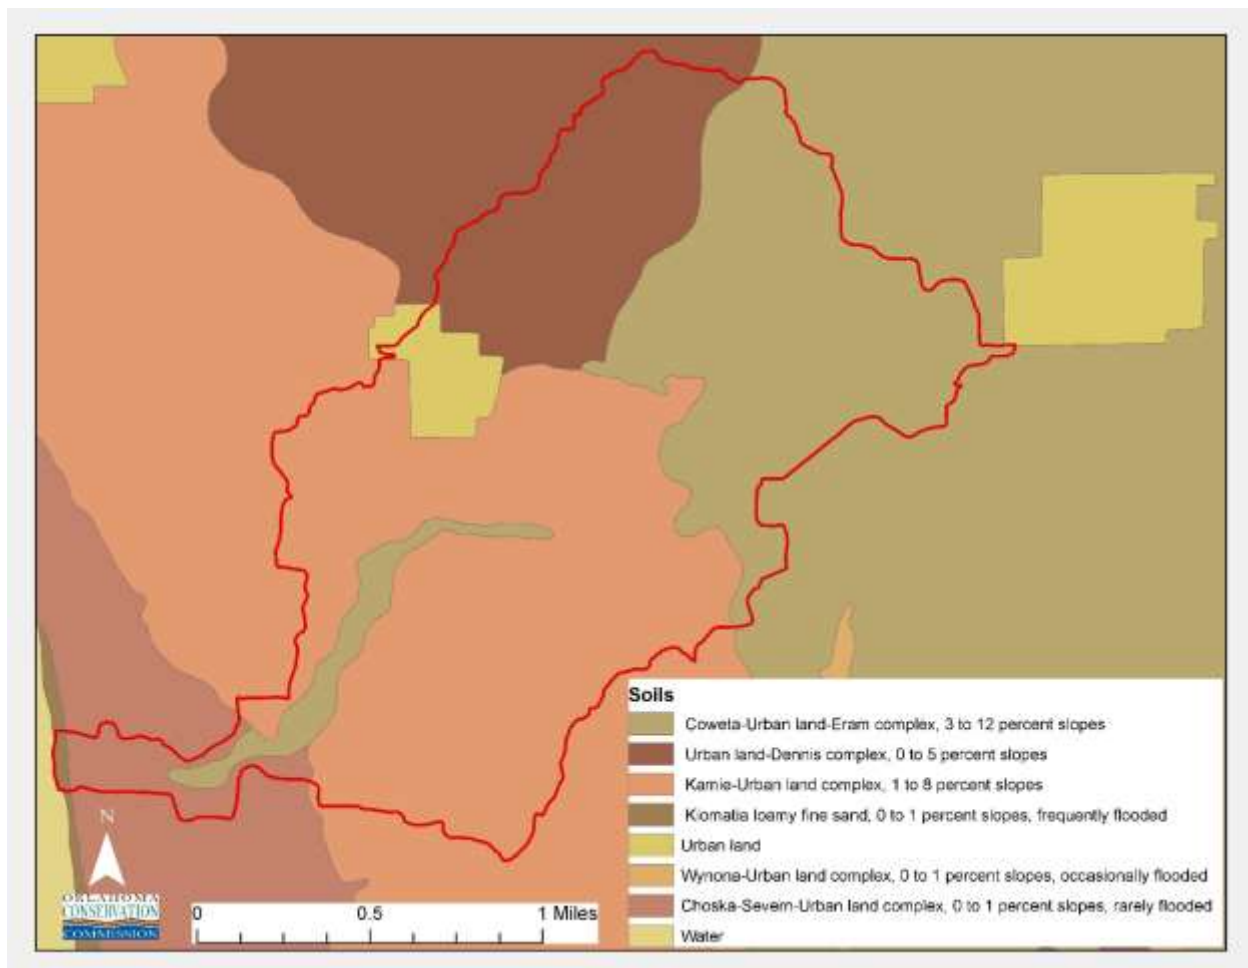 Soils
Coweta-Urban land-Eram complex, 3 to 12 percent slopes
Urban land-Dennis complex, 0 to 5 percent slopes
Kamie-Urban land complex, 1 to 8 percent slopes
Kiomatia loamy fine sand, 0 to 1 percent slopes, frequently flooded
Urban land
Wynona-Urban land complex, 0 to 1 percent slopes, occasionally flooded
Choska-Severn-Urban land complex, 0 to 1 percent slopes, rarely flooded
Water
N
OKLAHOMA
CONSERVATION
COMMISSION
0 0.5 1 Miles